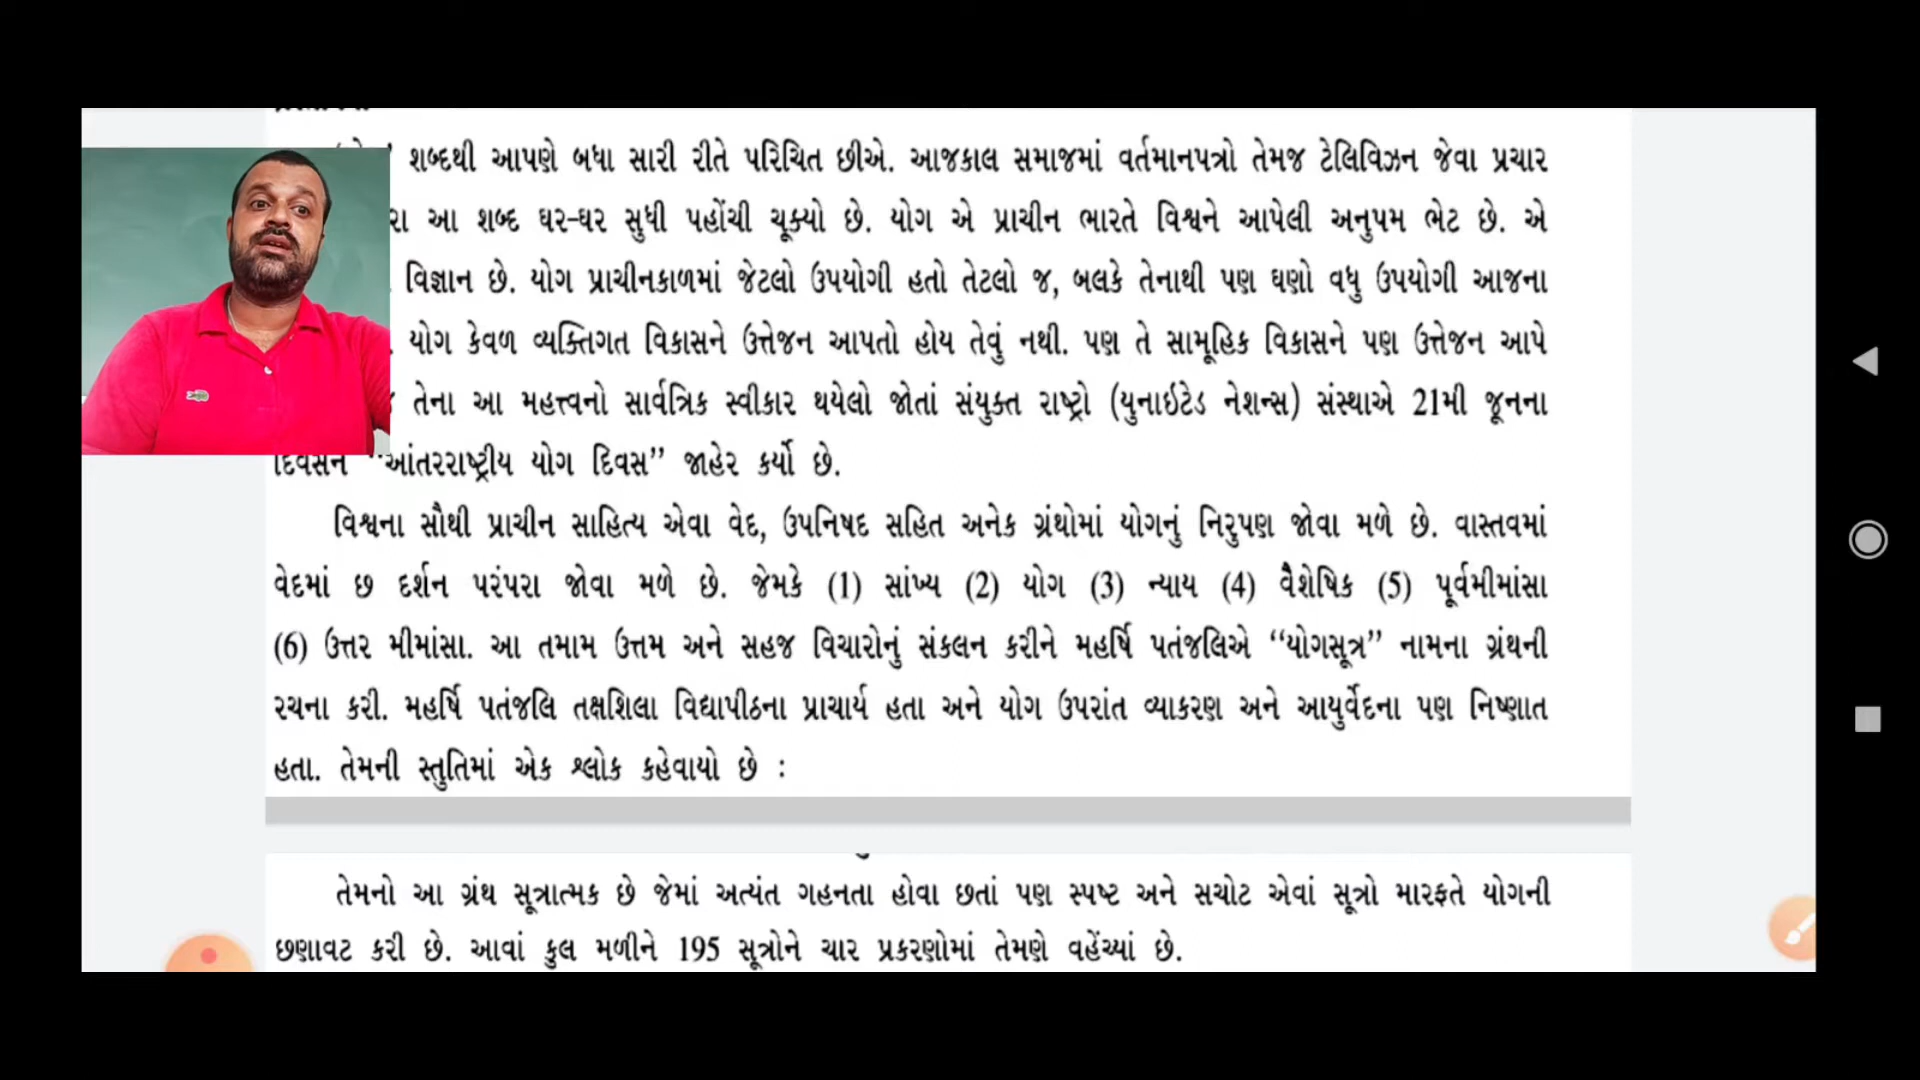 શબ્દથી આપણે બધા સારી રીતે પરિચિત છીએ. આજકાલ સમાજમાં વર્તમાનપત્રો તેમજ ટેલિવિઝન જેવા પ્રચાર
આ શબ્દ ઘર-ઘર સુધી પહોંચી ચૂક્યો છે. યોગ એ પ્રાચીન ભારતે વિશ્વને આપેલી અનુપમ ભેટ છે. એ
વિજ્ઞાન છે. યોગ પ્રાચીનકાળમાં જેટલો ઉપયોગી હતો તેટલો જ, બલકે તેનાથી પણ ઘણો વધુ ઉપયોગી આજના
યોગ કેવળ વ્યક્તિગત વિકાસને ઉત્તેજન આપતો હોય તેવું નથી. પણ તે સામૂહિક વિકાસને પણ ઉત્તેજન આપે
તેના આ મહત્ત્વનો સાર્વત્રિક સ્વીકાર થયેલો જોતાં સંયુક્ત રાષ્ટ્રો (યુનાઇટેડ નેશન્સ) સંસ્થાએ 21મી જૂનના
દિવસને “આંતરરાષ્ટ્રીય યોગ દિવસ” જાહેર કર્યો છે.
વિશ્વના સૌથી પ્રાચીન સાહિત્ય એવા વેદ, ઉપનિષદ સહિત અનેક ગ્રંથોમાં યોગનું નિરુપણ જોવા મળે છે. વાસ્તવમાં
વેદમાં છ દર્શન પરંપરા જોવા મળે છે. જેમકે (1) સાંખ્ય (2) યોગ (3) ન્યાય (4) વૈશેષિક (5) પૂર્વમીમાંસા
(6) ઉત્તર મીમાંસા. આ તમામ ઉત્તમ અને સહજ વિચારોનું સંકલન કરીને મહર્ષિ પતંજલિએ “યોગસૂત્ર” નામના ગ્રંથની
રચના કરી. મહર્ષિ પતંજલિ તક્ષશિલા વિદ્યાપીઠના પ્રાચાર્ય હતા અને યોગ ઉપરાંત વ્યાકરણ અને આયુર્વેદના પણ નિષ્ણાત
હતા. તેમની સ્તુતિમાં એક શ્લોક કહેવાયો છે :
તેમનો આ ગ્રંથ સૂત્રાત્મક છે જેમાં અત્યંત ગહનતા હોવા છતાં પણ સ્પષ્ટ અને સચોટ એવાં સૂત્રો મારફતે યોગની
છણાવટ કરી છે. આવાં કુલ મળીને 195 સૂત્રોને ચાર પ્રકરણોમાં તેમણે વહેંચ્યાં છે.